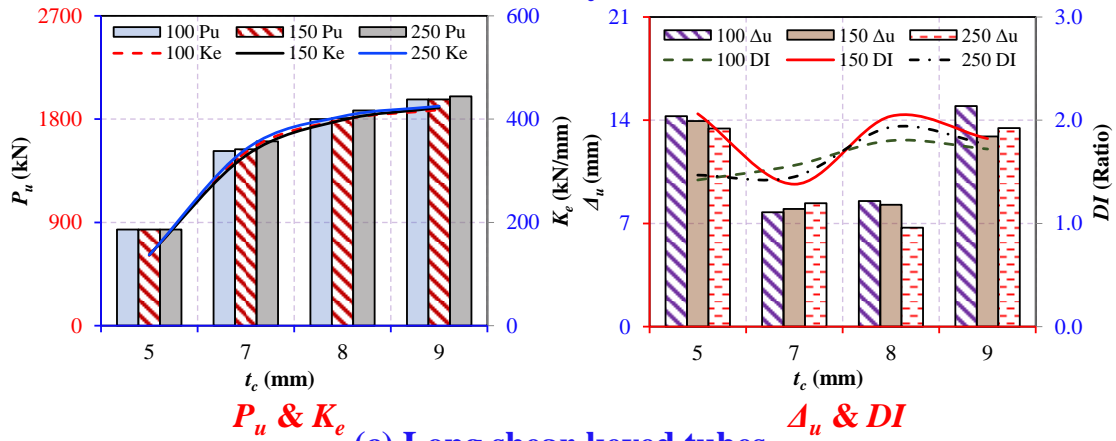 2700
1800
900
0
P_u (kN)
100 Pu 150 Pu 250 Pu
100 Ke 150 Ke 250 Ke
600
400
200
0
K_e (kN/mm)
5 7 8 9
t_c (mm)
P_u & K_e
21
14
7
0
Δ_u (mm)
100 Δu 150 Δu 250 Δu
100 DI 150 DI 250 DI
3.0
2.0
1.0
0.0
DI (Ratio)
5 7 8 9
t_c (mm)
Δ_u & DI